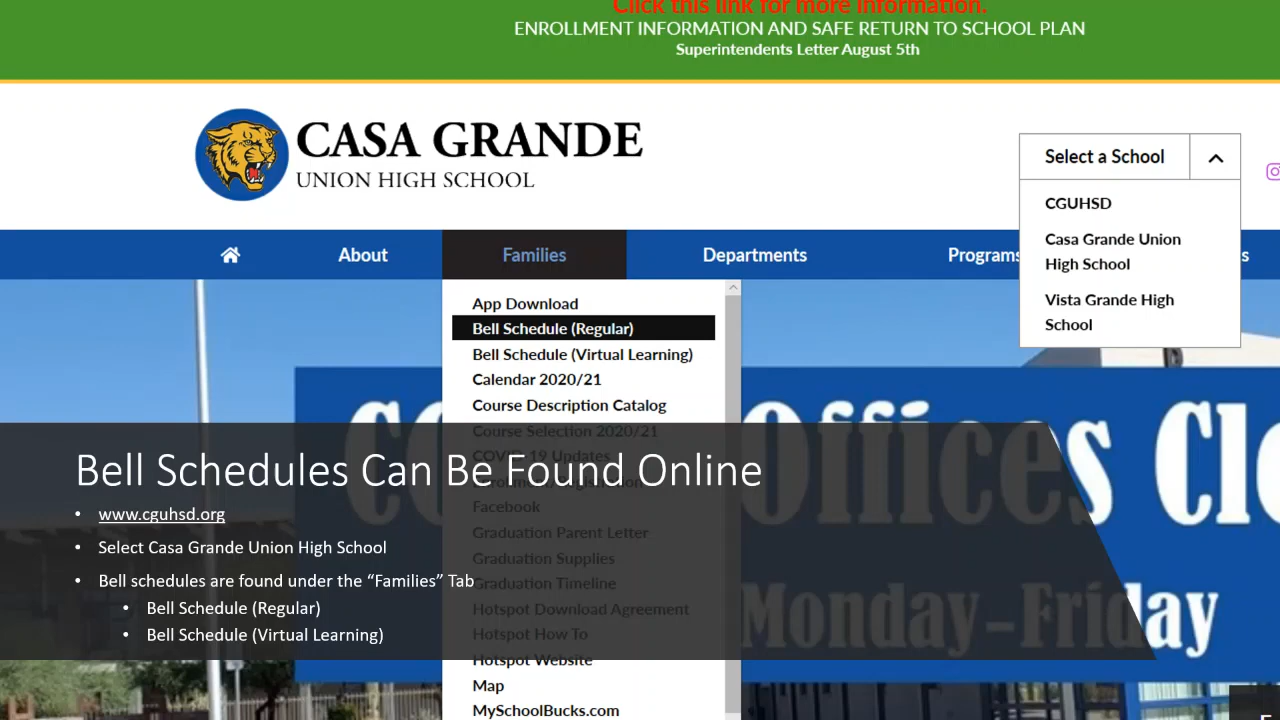 Click this link for more information.
ENROLLMENT INFORMATION AND SAFE RETURN TO SCHOOL PLAN
Superintendents Letter August 5th
CASA GRANDE
UNION HIGH SCHOOL
Select a School
CGUHSD
Casa Grande Union
High School
Vista Grande High
School
About
Families
Departments
Programs
App Download
Bell Schedule (Regular)
Bell Schedule (Virtual Learning)
Calendar 2020/21
Course Description Catalog
Course Selection 2020/21
COVID-19 Updates
Facebook
Graduation Parent Letter
Graduation Supplies
Graduation Timeline
Hotspot Download Agreement
Hotspot How To
Hotspot Website
Map
MySchoolBucks.com
Offices
Monday-Friday
Bell Schedules Can Be Found Online
• www.cguhsd.org
• Select Casa Grande Union High School
• Bell schedules are found under the “Families” Tab
• Bell Schedule (Regular)
• Bell Schedule (Virtual Learning)